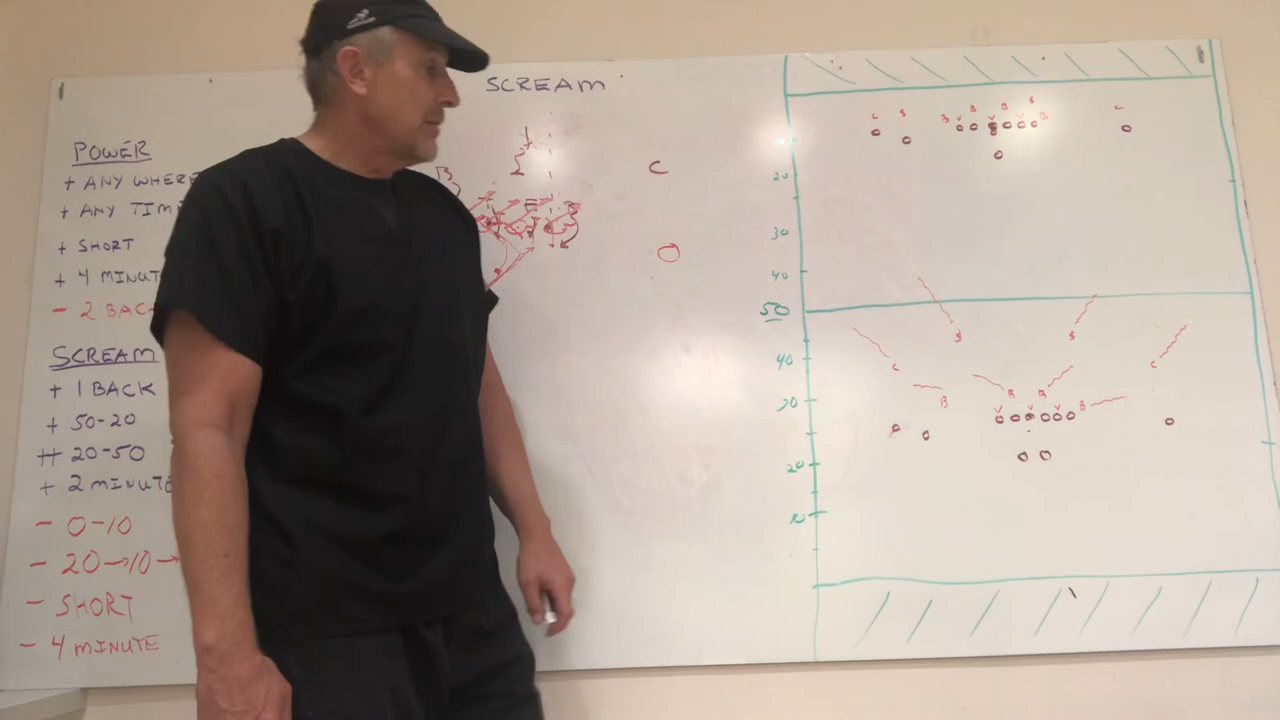 POWER
+ ANY WHERE
+ ANY TIM
+ SHORT
+ 4 MINUT
- 2 BAC
SCREAM
+ 1 BACK
+ 50-20
++ 20-50
+ 2 MINUTE
- 0-10
- 20→10→
- SHORT
- 4 MINUTE
SCREAM
B
C
C S B V B V B V S B C
20
30
40
50
40
30
20
10
S S
C C
B B B B
V V V